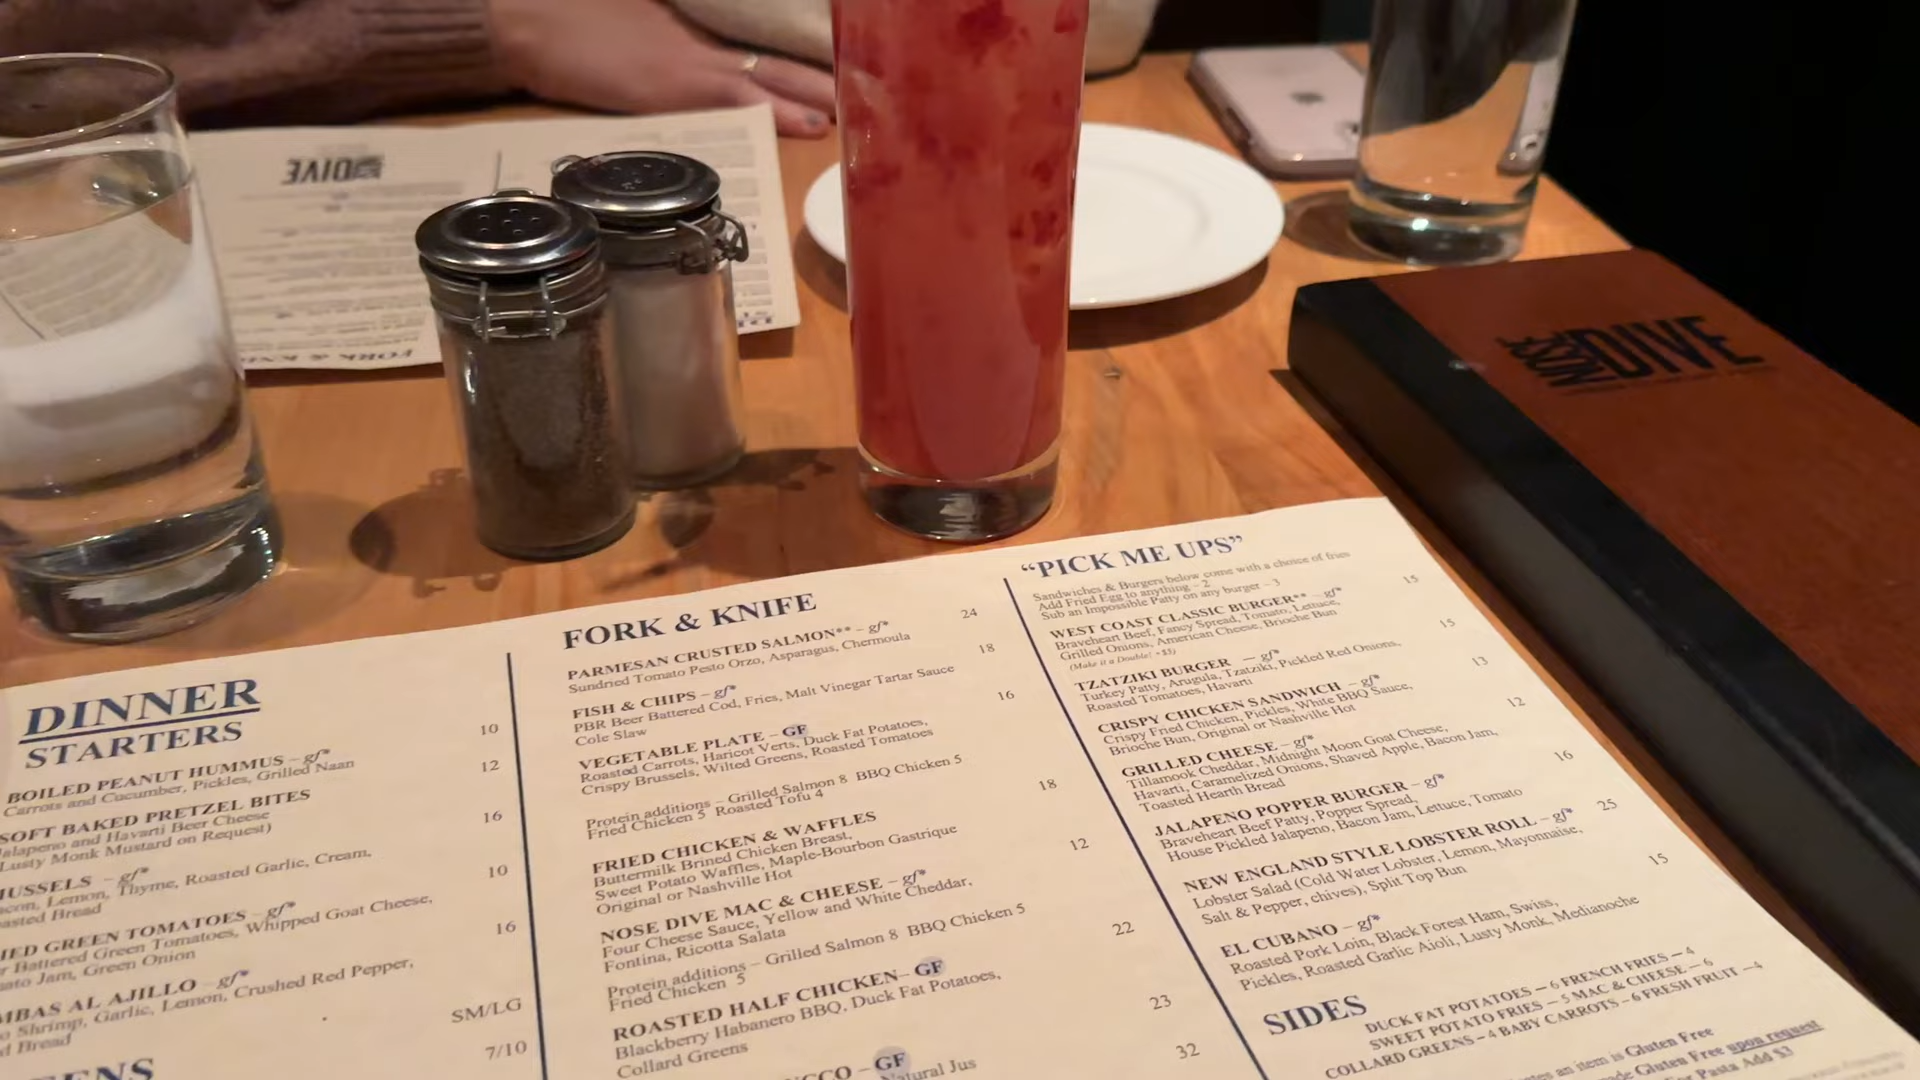 DIVE
DIVE
DINNER
STARTERS
BOILED PEANUT HUMMUS – gf* 10
Carrots and Cucumber, Pickles, Grilled Naan
SOFT BAKED PRETZEL BITES 12
Jalapeno and Havarti Beer Cheese
Lusty Monk Mustard on Request)
MUSSELS – gf* 16
Lemon, Thyme, Roasted Garlic, Cream,
Bread
GREEN TOMATOES – gf* 10
Battered Green Tomatoes, Whipped Goat Cheese,
Jam, Green Onion
AL AJILLO – gf* 16
Shrimp, Garlic, Lemon, Crushed Red Pepper,
Bread
SM/LG
7/10
FORK & KNIFE
PARMESAN CRUSTED SALMON** – gf* 24
Sundried Tomato Pesto Orzo, Asparagus, Chermoula
FISH & CHIPS – gf* 18
PBR Beer Battered Cod, Fries, Malt Vinegar Tartar Sauce
Cole Slaw
VEGETABLE PLATE – GF 16
Roasted Carrots, Haricot Verts, Duck Fat Potatoes,
Crispy Brussels, Wilted Greens, Roasted Tomatoes
Protein additions – Grilled Salmon 8 BBQ Chicken 5
Fried Chicken 5 Roasted Tofu 4
FRIED CHICKEN & WAFFLES 18
Buttermilk Brined Chicken Breast,
Sweet Potato Waffles, Maple-Bourbon Gastrique
Original or Nashville Hot
NOSE DIVE MAC & CHEESE – gf* 12
Four Cheese Sauce, Yellow and White Cheddar,
Fontina, Ricotta Salata
Protein additions – Grilled Salmon 8 BBQ Chicken 5
Fried Chicken 5
ROASTED HALF CHICKEN– GF 22
Blackberry Habanero BBQ, Duck Fat Potatoes,
Collard Greens
– GF 23
Natural Jus
32
“PICK ME UPS”
Sandwiches & Burgers below come with a choice of fries
Add Fried Egg to anything – 2
Sub an Impossible Patty on any burger – 3
WEST COAST CLASSIC BURGER** – gf* 15
Braveheart Beef, Fancy Spread, Tomato, Lettuce,
Grilled Onions, American Cheese, Brioche Bun
(Make it a Double! +$5)
TZATZIKI BURGER — gf* 15
Turkey Patty, Arugula, Tzatziki, Pickled Red Onions,
Roasted Tomatoes, Havarti
CRISPY CHICKEN SANDWICH – gf* 13
Crispy Fried Chicken, Pickles, White BBQ Sauce,
Brioche Bun, Original or Nashville Hot
GRILLED CHEESE – gf* 12
Tillamook Cheddar, Midnight Moon Goat Cheese,
Havarti, Caramelized Onions, Shaved Apple, Bacon Jam,
Toasted Hearth Bread
JALAPENO POPPER BURGER – gf* 16
Braveheart Beef Patty, Popper Spread,
House Pickled Jalapeno, Bacon Jam, Lettuce, Tomato
NEW ENGLAND STYLE LOBSTER ROLL – gf* 25
Lobster Salad (Cold Water Lobster, Lemon, Mayonnaise,
Salt & Pepper, chives), Split Top Bun
EL CUBANO – gf* 15
Roasted Pork Loin, Black Forest Ham, Swiss,
Pickles, Roasted Garlic Aioli, Lusty Monk, Medianoche
SIDES
DUCK FAT POTATOES – 6 FRENCH FRIES – 4
SWEET POTATO FRIES – 5 MAC & CHEESE – 6
COLLARD GREENS – 4 BABY CARROTS – 6 FRESH FRUIT – 4
an item is Gluten Free
Gluten Free upon request
Pasta Add $3